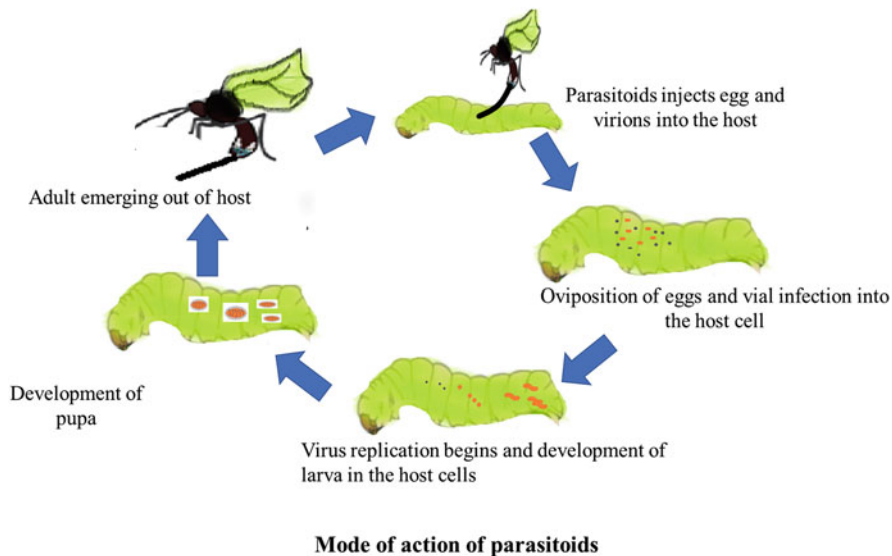 Parasitoids injects egg and
virions into the host
Oviposition of eggs and vial infection into
the host cell
Virus replication begins and development of
larva in the host cells
Development of
pupa
Adult emerging out of host
Mode of action of parasitoids